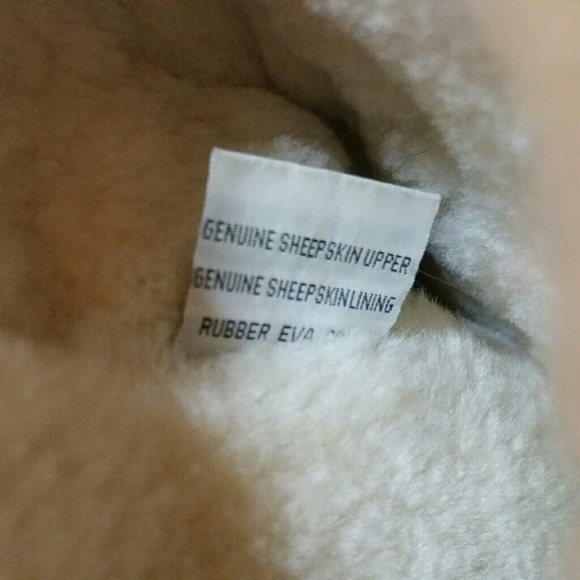 GENUINE SHEEPSKIN UPPER
GENUINE SHEEPSKIN LINING
RUBBER EVA